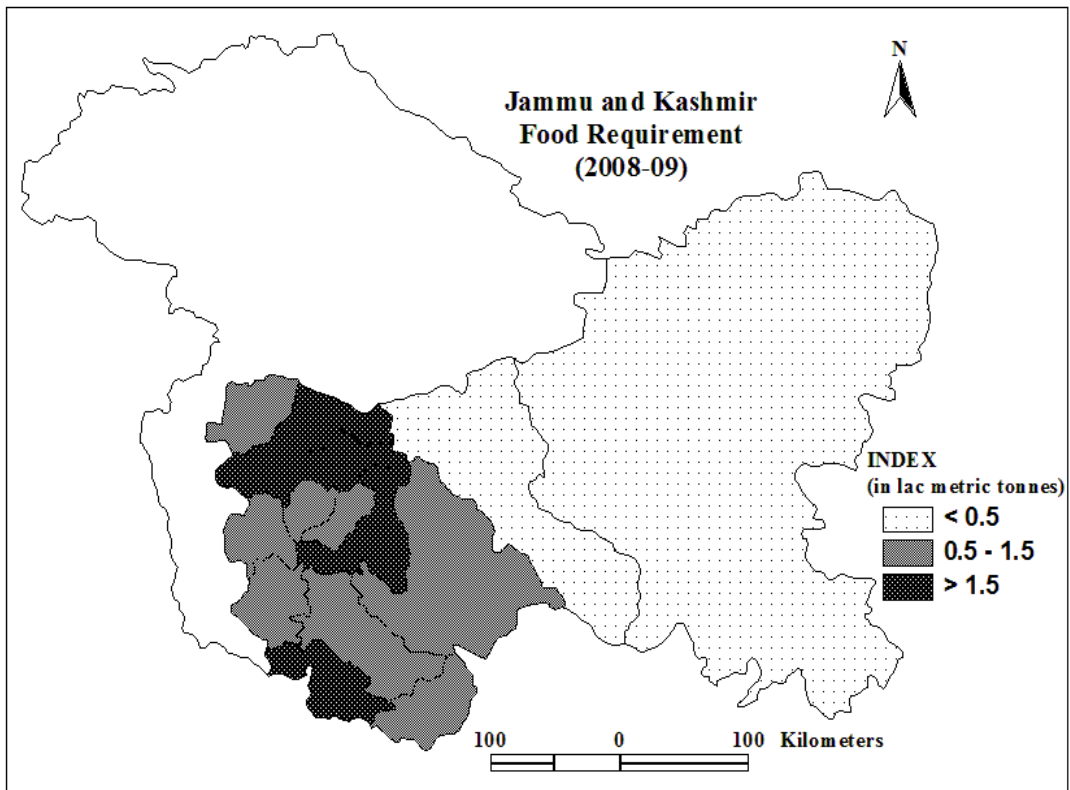 N
Jammu and Kashmir
Food Requirement
(2008-09)
INDEX
(in lac metric tonnes)
< 0.5
0.5 - 1.5
> 1.5
100 0 100 Kilometers